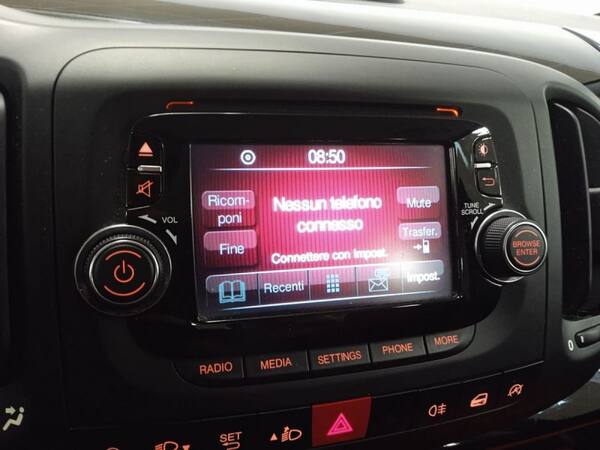 08:50
VOL
TUNE
SCROLL
Ricom-
poni
Nessun telefono
connesso
Mute
Fine
Trasfer.
Connettere con Impost.
Recenti
Impost.
BROWSE
ENTER
RADIO
MEDIA
SETTINGS
PHONE
MORE
SET
0